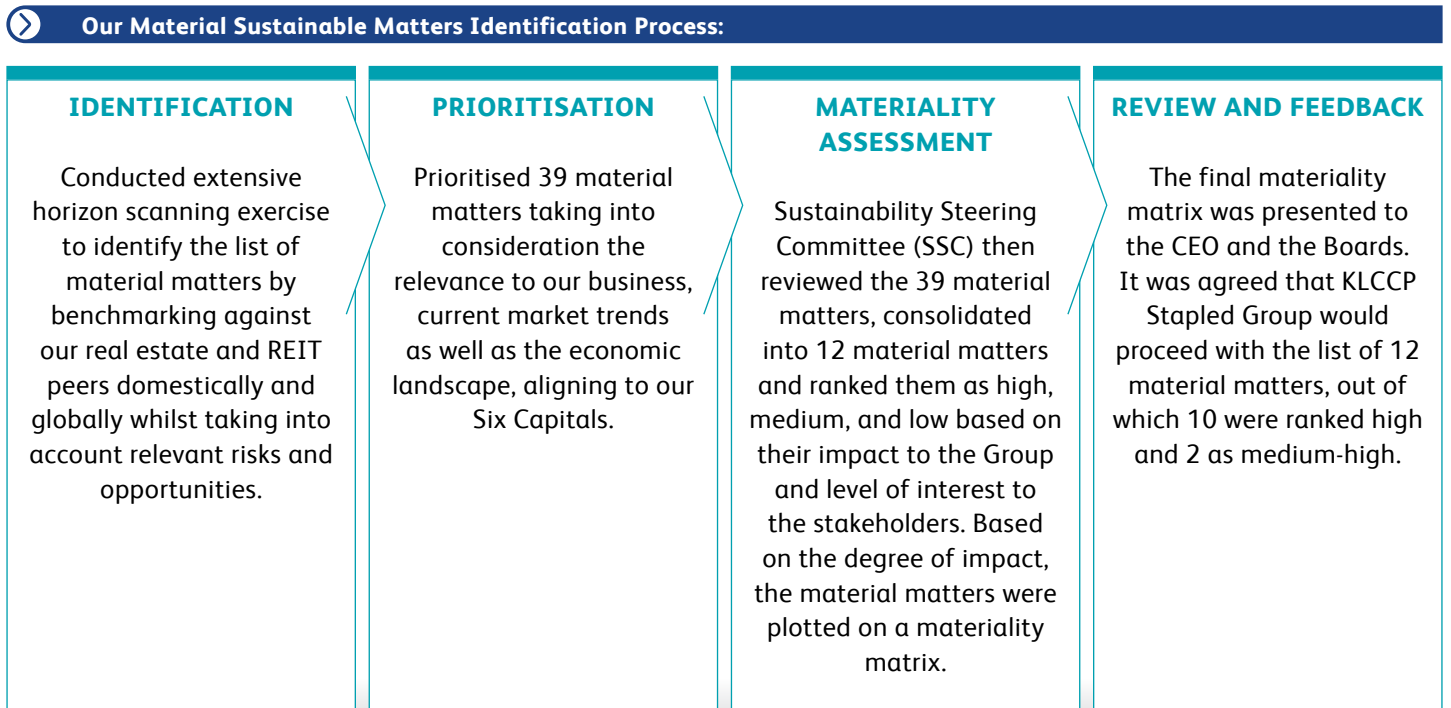 Our Material Sustainable Matters Identification Process:
IDENTIFICATION
Conducted extensive
horizon scanning exercise
to identify the list of
material matters by
benchmarking against
our real estate and REIT
peers domestically and
globally whilst taking into
account relevant risks and
opportunities.
PRIORITISATION
Prioritised 39 material
matters taking into
consideration the
relevance to our business,
current market trends
as well as the economic
landscape, aligning to our
Six Capitals.
MATERIALITY
ASSESSMENT
Sustainability Steering
Committee (SSC) then
reviewed the 39 material
matters, consolidated
into 12 material matters
and ranked them as high,
medium, and low based on
their impact to the Group
and level of interest to
the stakeholders. Based
on the degree of impact,
the material matters were
plotted on a materiality
matrix.
REVIEW AND FEEDBACK
The final materiality
matrix was presented to
the CEO and the Boards.
It was agreed that KLCCP
Stapled Group would
proceed with the list of 12
material matters, out of
which 10 were ranked high
and 2 as medium-high.